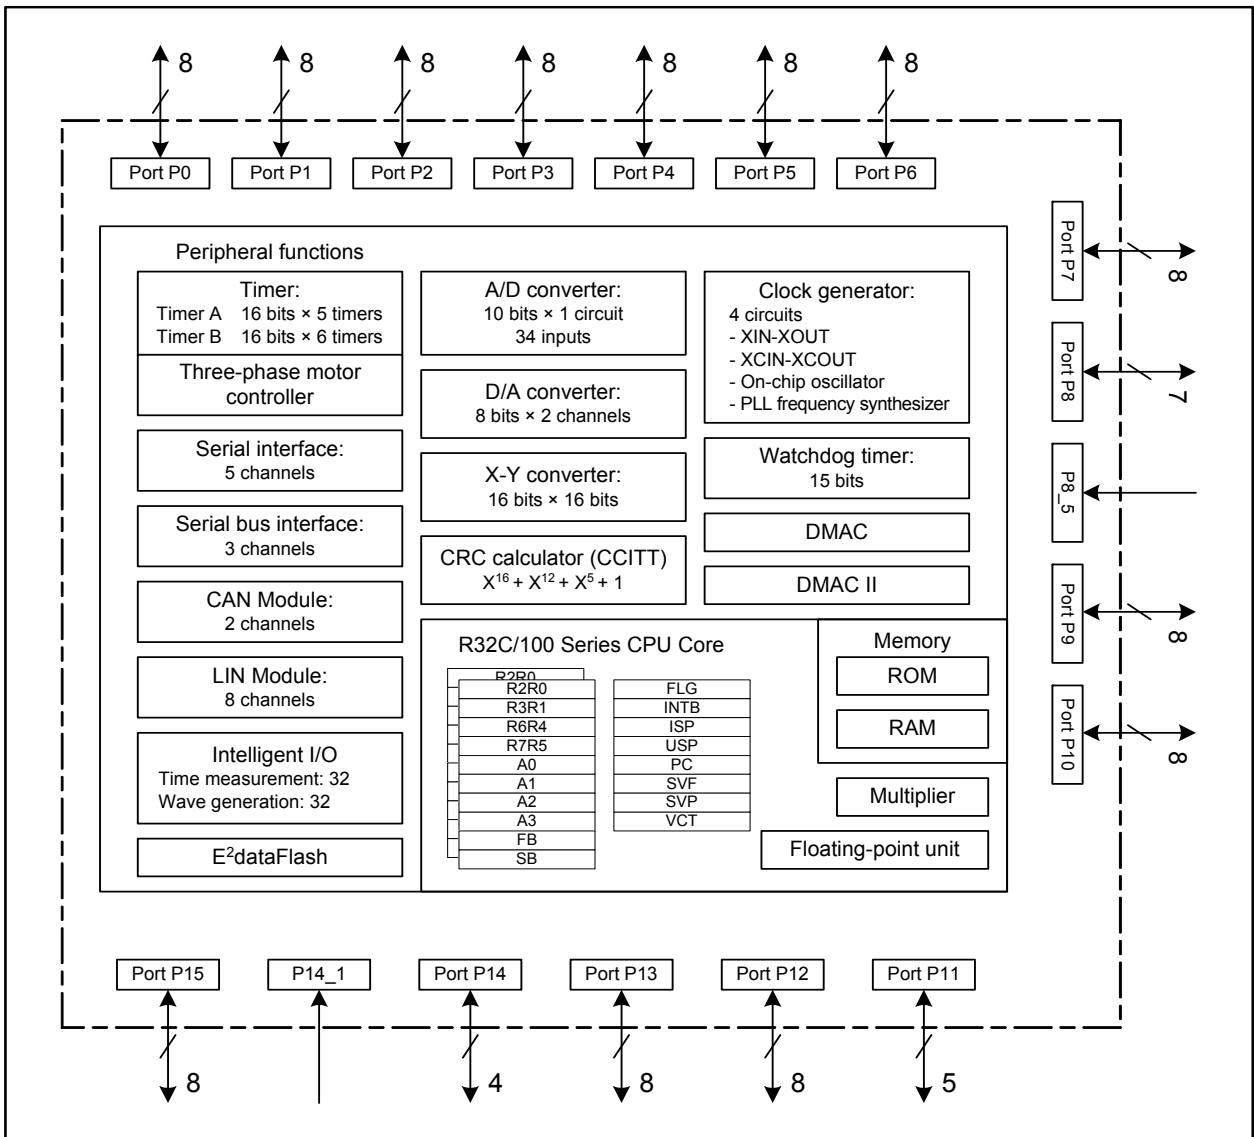 8 8 8 8 8 8 8
Port P0 Port P1 Port P2 Port P3 Port P4 Port P5 Port P6
Peripheral functions
Timer:
Timer A 16 bits × 5 timers
Timer B 16 bits × 6 timers
Three-phase motor
controller
Serial interface:
5 channels
Serial bus interface:
3 channels
CAN Module:
2 channels
LIN Module:
8 channels
Intelligent I/O
Time measurement: 32
Wave generation: 32
E²dataFlash
A/D converter:
10 bits × 1 circuit
34 inputs
D/A converter:
8 bits × 2 channels
X-Y converter:
16 bits × 16 bits
CRC calculator (CCITT)
X¹⁶ + X¹² + X⁵ + 1
Clock generator:
4 circuits
- XIN-XOUT
- XCIN-XCOUT
- On-chip oscillator
- PLL frequency synthesizer
Watchdog timer:
15 bits
DMAC
DMAC II
R32C/100 Series CPU Core
R2R0
R2R0
R3R1
R6R4
R7R5
A0
A1
A2
A3
FB
SB
FLG
INTB
ISP
USP
PC
SVF
SVP
VCT
Memory
ROM
RAM
Multiplier
Floating-point unit
Port P7
8
Port P8
7
P8_5
Port P9
8
Port P10
8
Port P15 P14_1 Port P14 Port P13 Port P12 Port P11
8 4 8 8 5